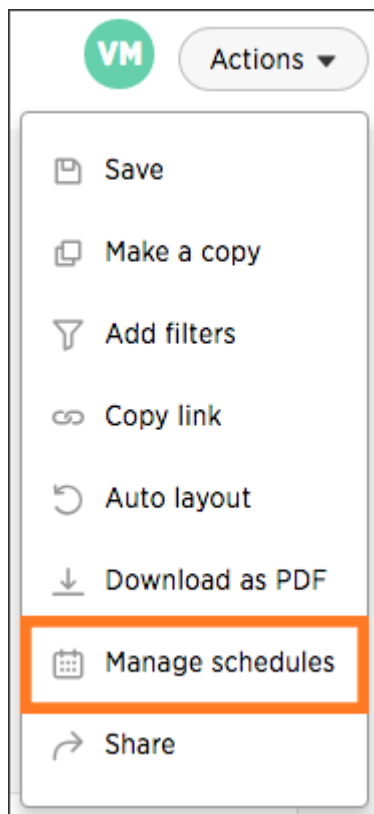 VM
Actions
Save
Make a copy
Add filters
Copy link
Auto layout
Download as PDF
Manage schedules
Share